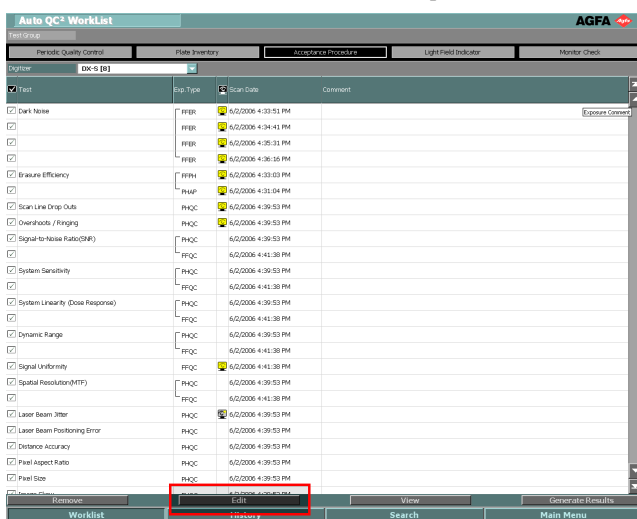 Auto QC² WorkList
AGFA
Test Group
Periodic Quality Control Plate Inventory Acceptance Procedure Light Field Indicator Monitor Check
Digitizer DX-S [8]
Test Exp.Type Scan Date Comment
Dark Noise FFER 6/2/2006 4:33:51 PM Exposure Comment
FFER 6/2/2006 4:34:41 PM
FFER 6/2/2006 4:35:31 PM
FFER 6/2/2006 4:36:16 PM
Erasure Efficiency FFPH 6/2/2006 4:33:03 PM
PHAP 6/2/2006 4:31:04 PM
Scan Line Drop Outs PHQC 6/2/2006 4:39:53 PM
Overshoots / Ringing PHQC 6/2/2006 4:39:53 PM
Signal-to-Noise Ratio(SNR) PHQC 6/2/2006 4:39:53 PM
FFQC 6/2/2006 4:41:38 PM
System Sensitivity PHQC 6/2/2006 4:39:53 PM
FFQC 6/2/2006 4:41:38 PM
System Linearity (Dose Response) PHQC 6/2/2006 4:39:53 PM
FFQC 6/2/2006 4:41:38 PM
Dynamic Range PHQC 6/2/2006 4:39:53 PM
FFQC 6/2/2006 4:41:38 PM
Signal Uniformity FFQC 6/2/2006 4:41:38 PM
Spatial Resolution(MTF) PHQC 6/2/2006 4:39:53 PM
FFQC 6/2/2006 4:41:38 PM
Laser Beam Jitter PHQC 6/2/2006 4:39:53 PM
Laser Beam Positioning Error PHQC 6/2/2006 4:39:53 PM
Distance Accuracy PHQC 6/2/2006 4:39:53 PM
Pixel Aspect Ratio PHQC 6/2/2006 4:39:53 PM
Pixel Size PHQC 6/2/2006 4:39:53 PM
Remove Edit View Generate Results
Worklist History Search Main Menu